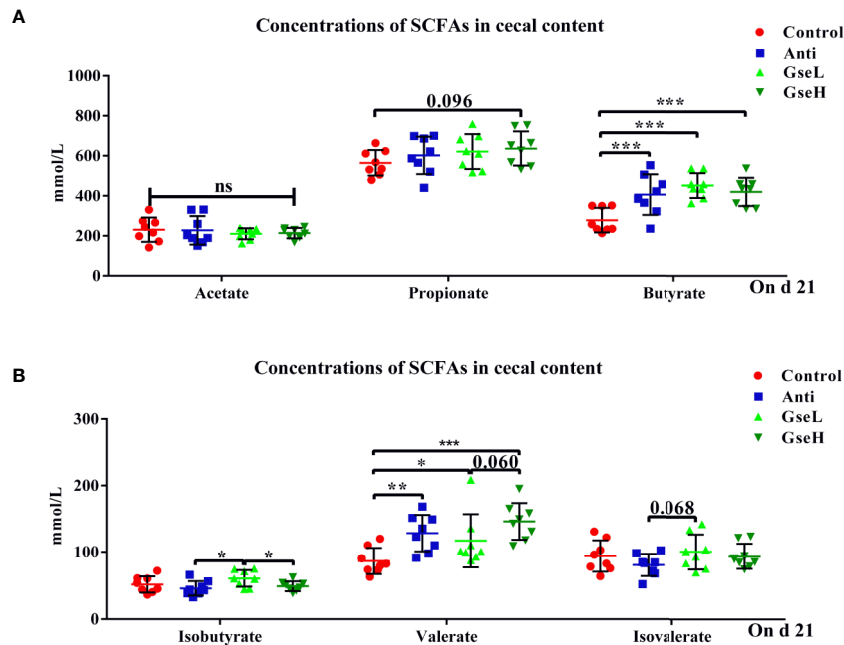 A
Concentrations of SCFAs in cecal content
Control
Anti
GseL
GseH
mmol/L
1000
800
600
400
200
0
ns
0.096
***
***
***
Acetate
Propionate
Butyrate
On d 21
B
Concentrations of SCFAs in cecal content
Control
Anti
GseL
GseH
mmol/L
300
200
100
0
*
*
***
*
0.060
**
0.068
Isobutyrate
Valerate
Isovalerate
On d 21